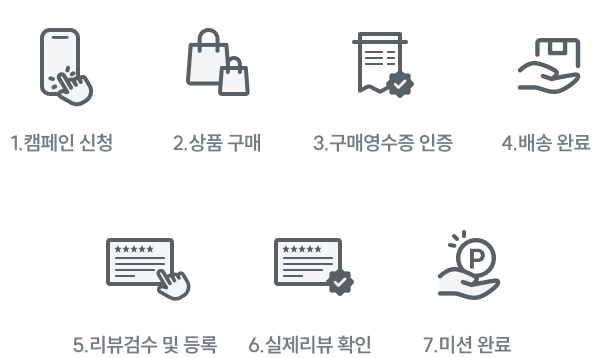 1.캠페인 신청
2.상품 구매
3.구매영수증 인증
4.배송 완료
P
5.리뷰검수 및 등록
6.실제리뷰 확인
7.미션 완료